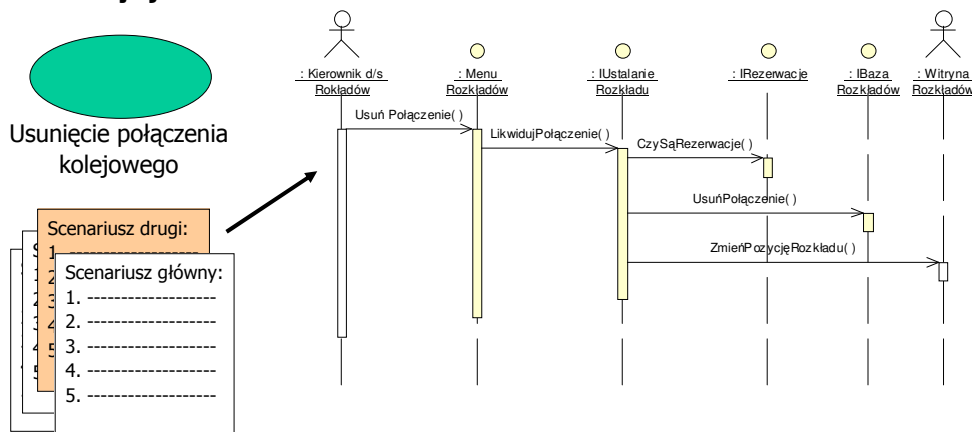 Usunięcie połączenia
kolejowego
Scenariusz drugi:
1. -------------------
Scenariusz główny:
1. -------------------
2. -------------------
3. -------------------
4. -------------------
5. -------------------
: Kierownik d/s
Rokładów
: Menu
Rozkładów
: IUstalanie
Rozkładu
: IRezerwacje
: IBaza
Rozkładów
: Witryna
Rozkładów
Usuń Połączenie( )
LikwidujPołączenie( )
CzySąRezerwacje( )
UsuńPołączenie( )
ZmieńPozycjęRozkładu( )